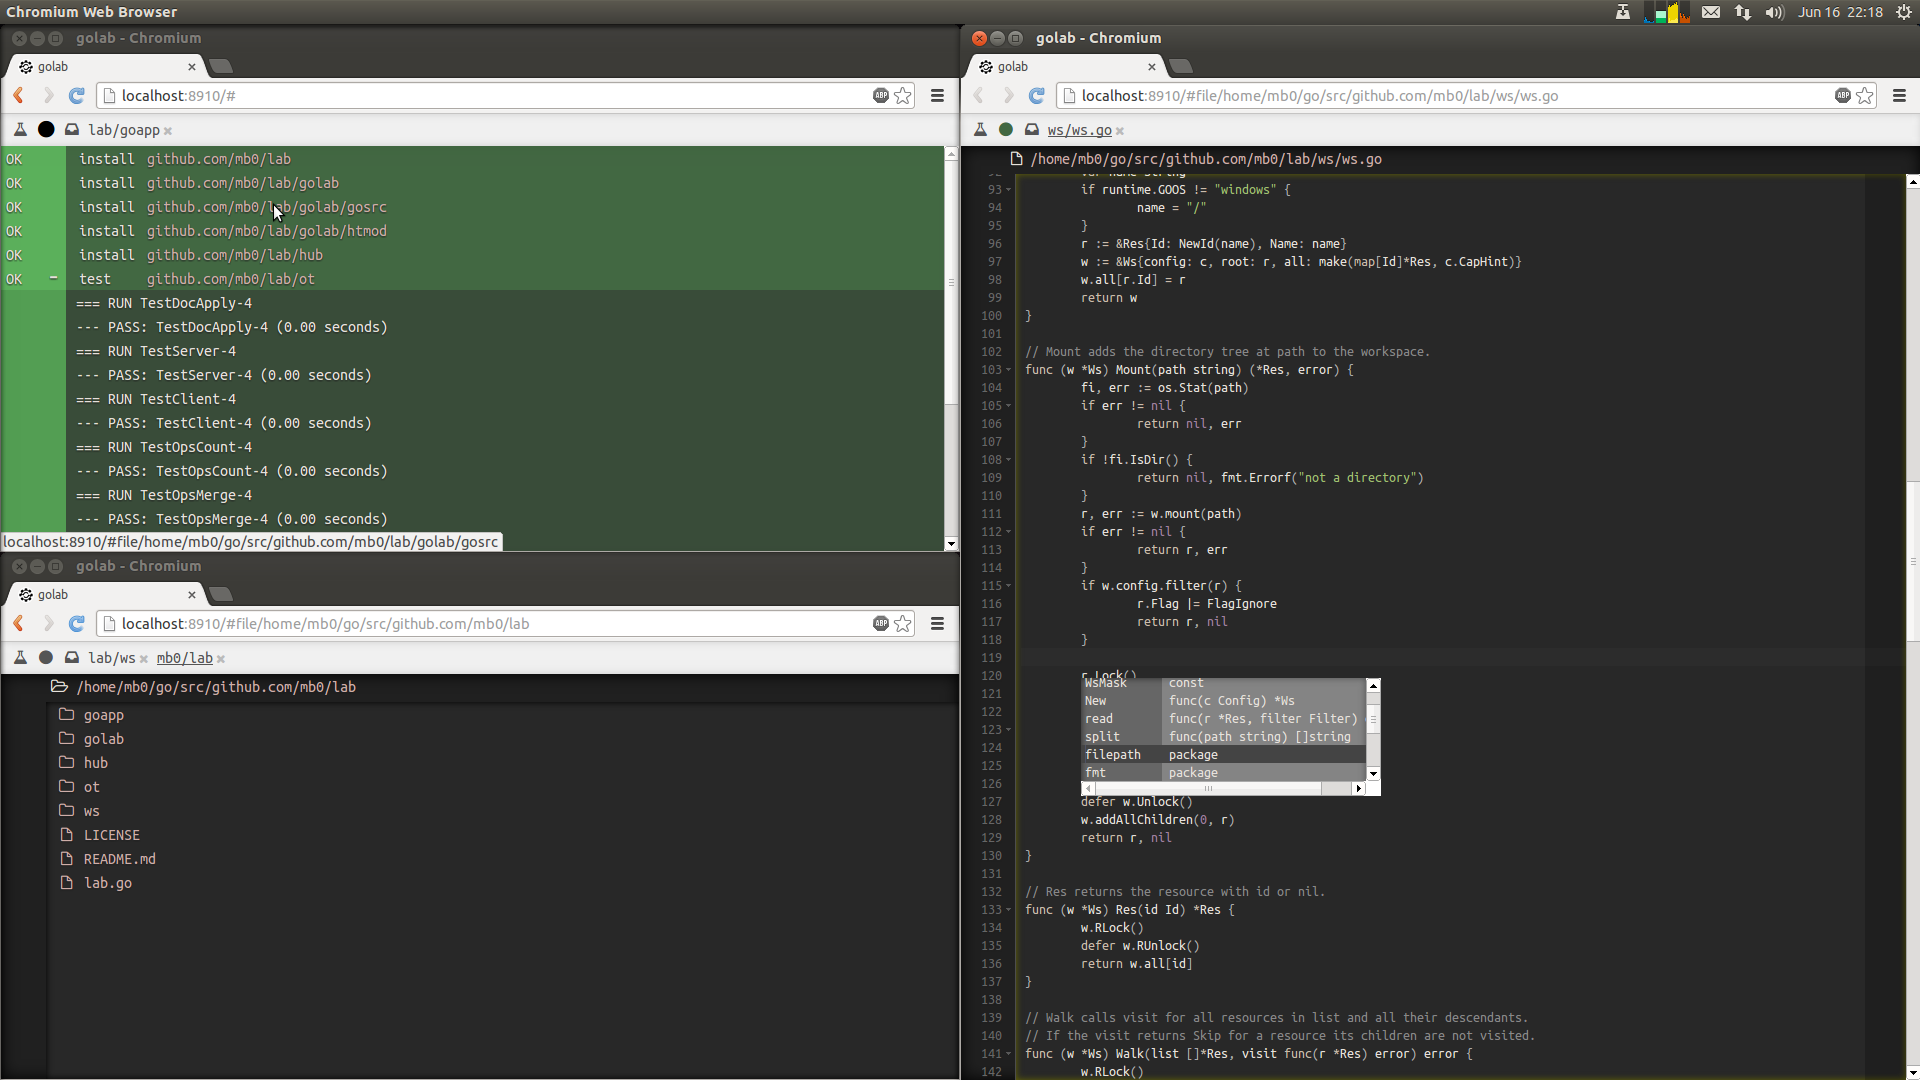 Chromium Web Browser
Jun 16 22:18
golab - Chromium
golab
localhost:8910/#
ABP
lab/goapp
OK install github.com/mb0/lab
OK install github.com/mb0/lab/golab
OK install github.com/mb0/lab/golab/gosrc
OK install github.com/mb0/lab/golab/htmod
OK install github.com/mb0/lab/hub
OK - test github.com/mb0/lab/ot
=== RUN TestDocApply-4
--- PASS: TestDocApply-4 (0.00 seconds)
=== RUN TestServer-4
--- PASS: TestServer-4 (0.00 seconds)
=== RUN TestClient-4
--- PASS: TestClient-4 (0.00 seconds)
=== RUN TestOpsCount-4
--- PASS: TestOpsCount-4 (0.00 seconds)
=== RUN TestOpsMerge-4
--- PASS: TestOpsMerge-4 (0.00 seconds)
localhost:8910/#file/home/mb0/go/src/github.com/mb0/lab/golab/gosrc
golab - Chromium
golab
localhost:8910/#file/home/mb0/go/src/github.com/mb0/lab
ABP
lab/ws mb0/lab
/home/mb0/go/src/github.com/mb0/lab
goapp
golab
hub
ot
ws
LICENSE
README.md
lab.go
golab - Chromium
golab
localhost:8910/#file/home/mb0/go/src/github.com/mb0/lab/ws/ws.go
ABP
ws/ws.go
/home/mb0/go/src/github.com/mb0/lab/ws/ws.go
92 var name string
93 if runtime.GOOS != "windows" {
94 name = "/"
95 }
96 r := &Res{Id: NewId(name), Name: name}
97 w := &Ws{config: c, root: r, all: make(map[Id]*Res, c.CapHint)}
98 w.all[r.Id] = r
99 return w
100 }
101
102 // Mount adds the directory tree at path to the workspace.
103 func (w *Ws) Mount(path string) (*Res, error) {
104 fi, err := os.Stat(path)
105 if err != nil {
106 return nil, err
107 }
108 if !fi.IsDir() {
109 return nil, fmt.Errorf("not a directory")
110 }
111 r, err := w.mount(path)
112 if err != nil {
113 return r, err
114 }
115 if w.config.filter(r) {
116 r.Flag |= FlagIgnore
117 return r, nil
118 }
119
120 r.Lock()
121 WsMask const
122 New func(c Config) *Ws
123 read func(r *Res, filter Filter)
124 split func(path string) []string
125 filepath package
126 fmt package
127 defer w.Unlock()
128 w.addAllChildren(0, r)
129 return r, nil
130 }
131
132 // Res returns the resource with id or nil.
133 func (w *Ws) Res(id Id) *Res {
134 w.RLock()
135 defer w.RUnlock()
136 return w.all[id]
137 }
138
139 // Walk calls visit for all resources in list and all their descendants.
140 // If the visit returns Skip for a resource its children are not visited.
141 func (w *Ws) Walk(list []*Res, visit func(r *Res) error) error {
142 w.RLock()